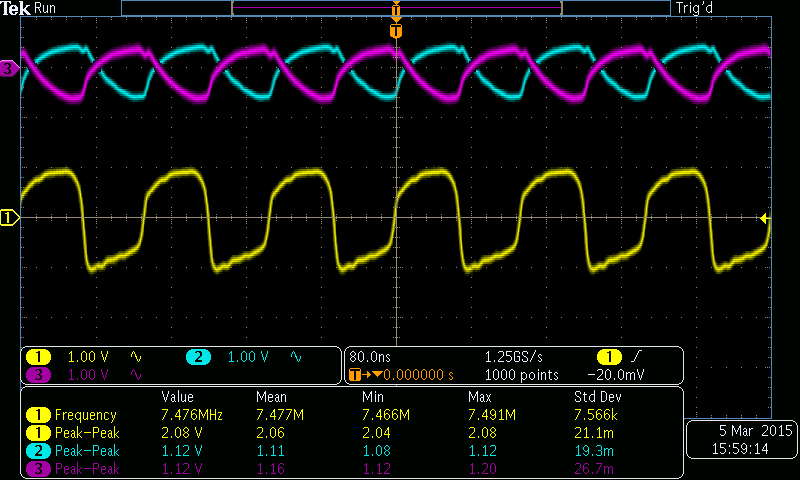 Tek Run Trig'd
T
T
3
1
1 1.00 V 2 1.00 V 80.0ns 1.25GS/s 1
3 1.00 V T→▼0.000000 s 1000 points −20.0mV
Value Mean Min Max Std Dev
1 Frequency 7.476MHz 7.477M 7.466M 7.491M 7.566k
1 Peak−Peak 2.08 V 2.06 2.04 2.08 21.1m
2 Peak−Peak 1.12 V 1.11 1.08 1.12 19.3m
3 Peak−Peak 1.12 V 1.16 1.12 1.20 26.7m
5 Mar 2015
15:59:14